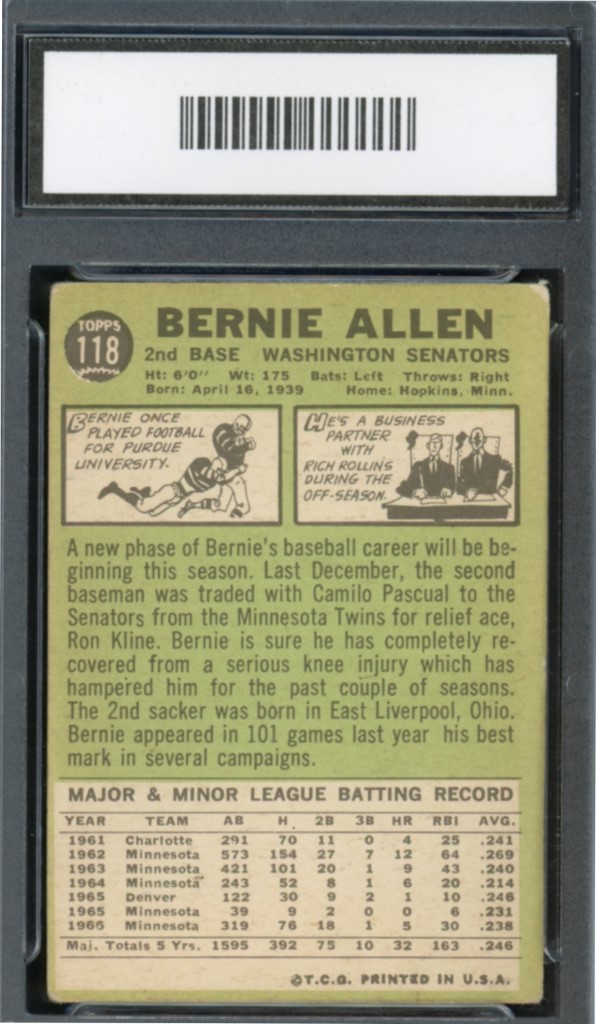 TOPPS
118
BERNIE ALLEN
2nd BASE WASHINGTON SENATORS
Ht: 6'0" Wt: 175 Bats: Left Throws: Right
Born: April 16, 1939 Home: Hopkins, Minn.
BERNIE ONCE
PLAYED FOOTBALL
FOR PURDUE
UNIVERSITY.
HE'S A BUSINESS
PARTNER
WITH
RICH ROLLINS
DURING THE
OFF-SEASON.
A new phase of Bernie's baseball career will be be-
ginning this season. Last December, the second
baseman was traded with Camilo Pascual to the
Senators from the Minnesota Twins for relief ace,
Ron Kline. Bernie is sure he has completely re-
covered from a serious knee injury which has
hampered him for the past couple of seasons.
The 2nd sacker was born in East Liverpool, Ohio.
Bernie appeared in 101 games last year his best
mark in several campaigns.
MAJOR & MINOR LEAGUE BATTING RECORD
YEAR TEAM AB H. 2B 3B HR RBI AVG.
1961 Charlotte 291 70 11 0 4 25 .241
1962 Minnesota 573 154 27 7 12 64 .269
1963 Minnesota 421 101 20 1 9 43 .240
1964 Minnesota 243 52 8 1 6 20 .214
1965 Denver 122 30 9 2 1 10 .246
1965 Minnesota 39 9 2 0 0 6 .231
1966 Minnesota 319 76 18 1 5 30 .238
Maj. Totals 5 Yrs. 1595 392 75 10 32 163 .246
©T.C.G. PRINTED IN U.S.A.